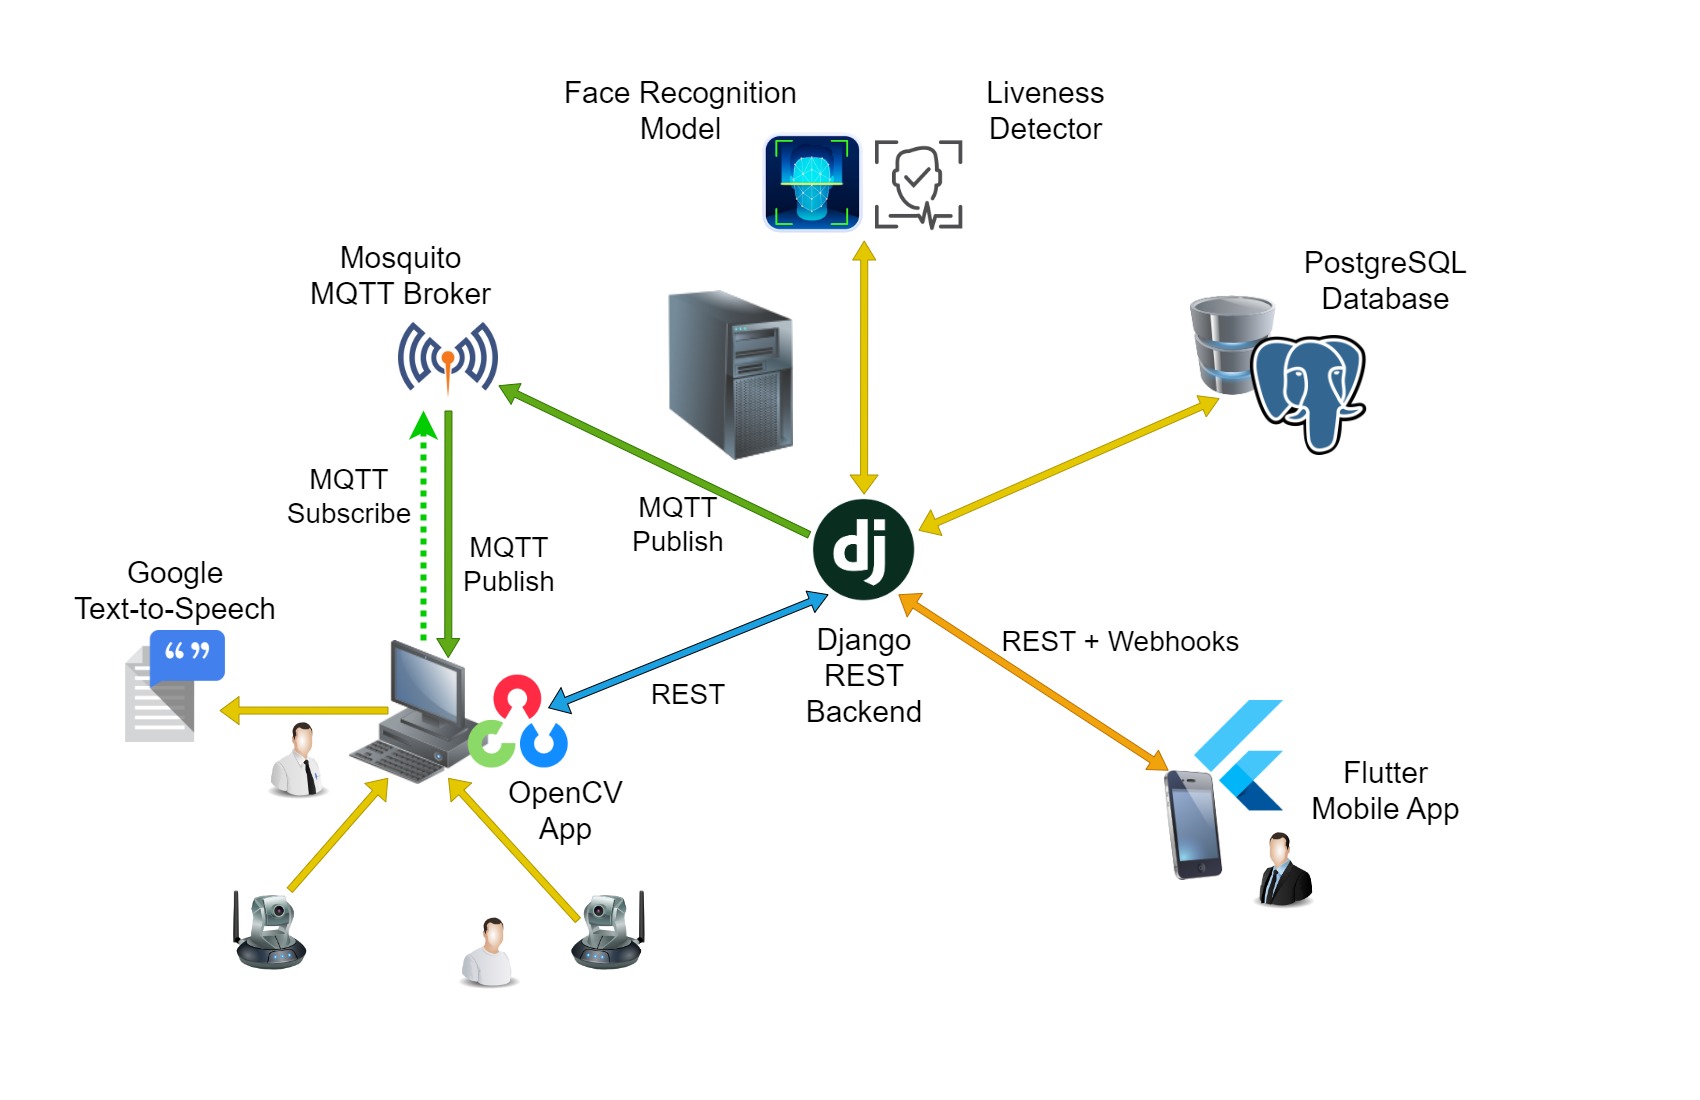 Face Recognition
Model
Liveness
Detector
Mosquito
MQTT Broker
PostgreSQL
Database
MQTT
Subscribe
MQTT
Publish
MQTT
Publish
Google
Text-to-Speech
“ ”
dj
Django
REST
Backend
REST + Webhooks
REST
OpenCV
App
Flutter
Mobile App